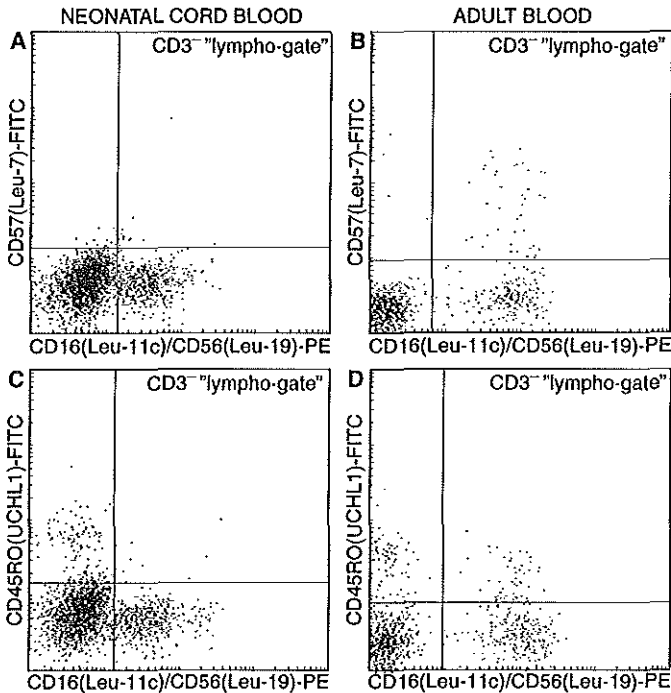 NEONATAL CORD BLOOD
ADULT BLOOD
A
CD3⁻ "lympho-gate"
CD57(Leu-7)-FITC
CD16(Leu-11c)/CD56(Leu-19)-PE
B
CD3⁻ "lympho-gate"
CD57(Leu-7)-FITC
CD16(Leu-11c)/CD56(Leu-19)-PE
C
CD3⁻ "lympho-gate"
CD45RO(UCHL1)-FITC
CD16(Leu-11c)/CD56(Leu-19)-PE
D
CD3⁻ "lympho-gate"
CD45RO(UCHL1)-FITC
CD16(Leu-11c)/CD56(Leu-19)-PE